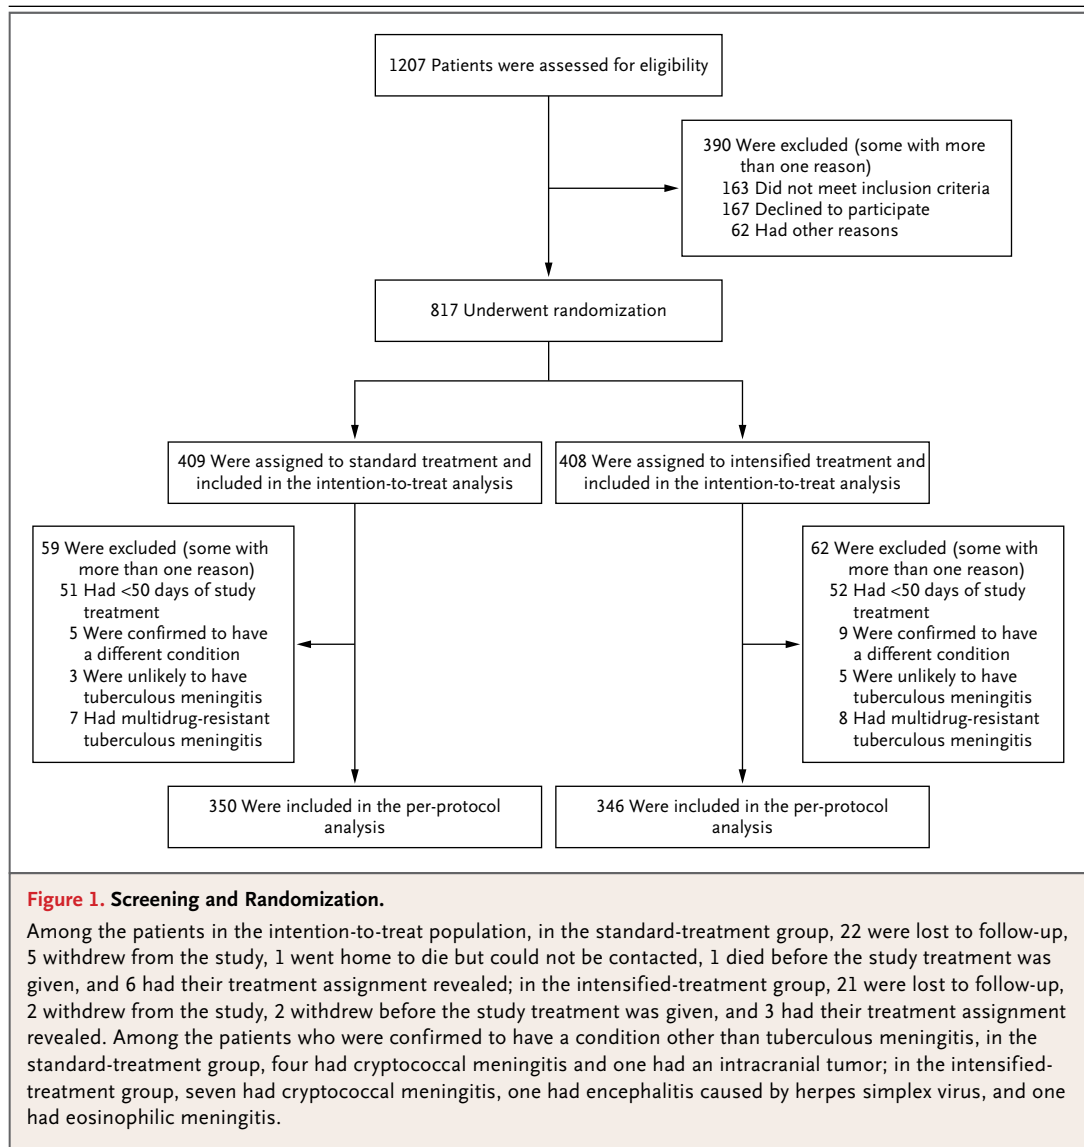 1207 Patients were assessed for eligibility
390 Were excluded (some with more
than one reason)
163 Did not meet inclusion criteria
167 Declined to participate
62 Had other reasons
817 Underwent randomization
409 Were assigned to standard treatment and
included in the intention-to-treat analysis
408 Were assigned to intensified treatment and
included in the intention-to-treat analysis
59 Were excluded (some with
more than one reason)
51 Had <50 days of study
treatment
5 Were confirmed to have
a different condition
3 Were unlikely to have
tuberculous meningitis
7 Had multidrug-resistant
tuberculous meningitis
62 Were excluded (some with
more than one reason)
52 Had <50 days of study
treatment
9 Were confirmed to have
a different condition
5 Were unlikely to have
tuberculous meningitis
8 Had multidrug-resistant
tuberculous meningitis
350 Were included in the per-protocol
analysis
346 Were included in the per-protocol
analysis
Figure 1. Screening and Randomization.
Among the patients in the intention-to-treat population, in the standard-treatment group, 22 were lost to follow-up,
5 withdrew from the study, 1 went home to die but could not be contacted, 1 died before the study treatment was
given, and 6 had their treatment assignment revealed; in the intensified-treatment group, 21 were lost to follow-up,
2 withdrew from the study, 2 withdrew before the study treatment was given, and 3 had their treatment assignment
revealed. Among the patients who were confirmed to have a condition other than tuberculous meningitis, in the
standard-treatment group, four had cryptococcal meningitis and one had an intracranial tumor; in the intensified-
treatment group, seven had cryptococcal meningitis, one had encephalitis caused by herpes simplex virus, and one
had eosinophilic meningitis.